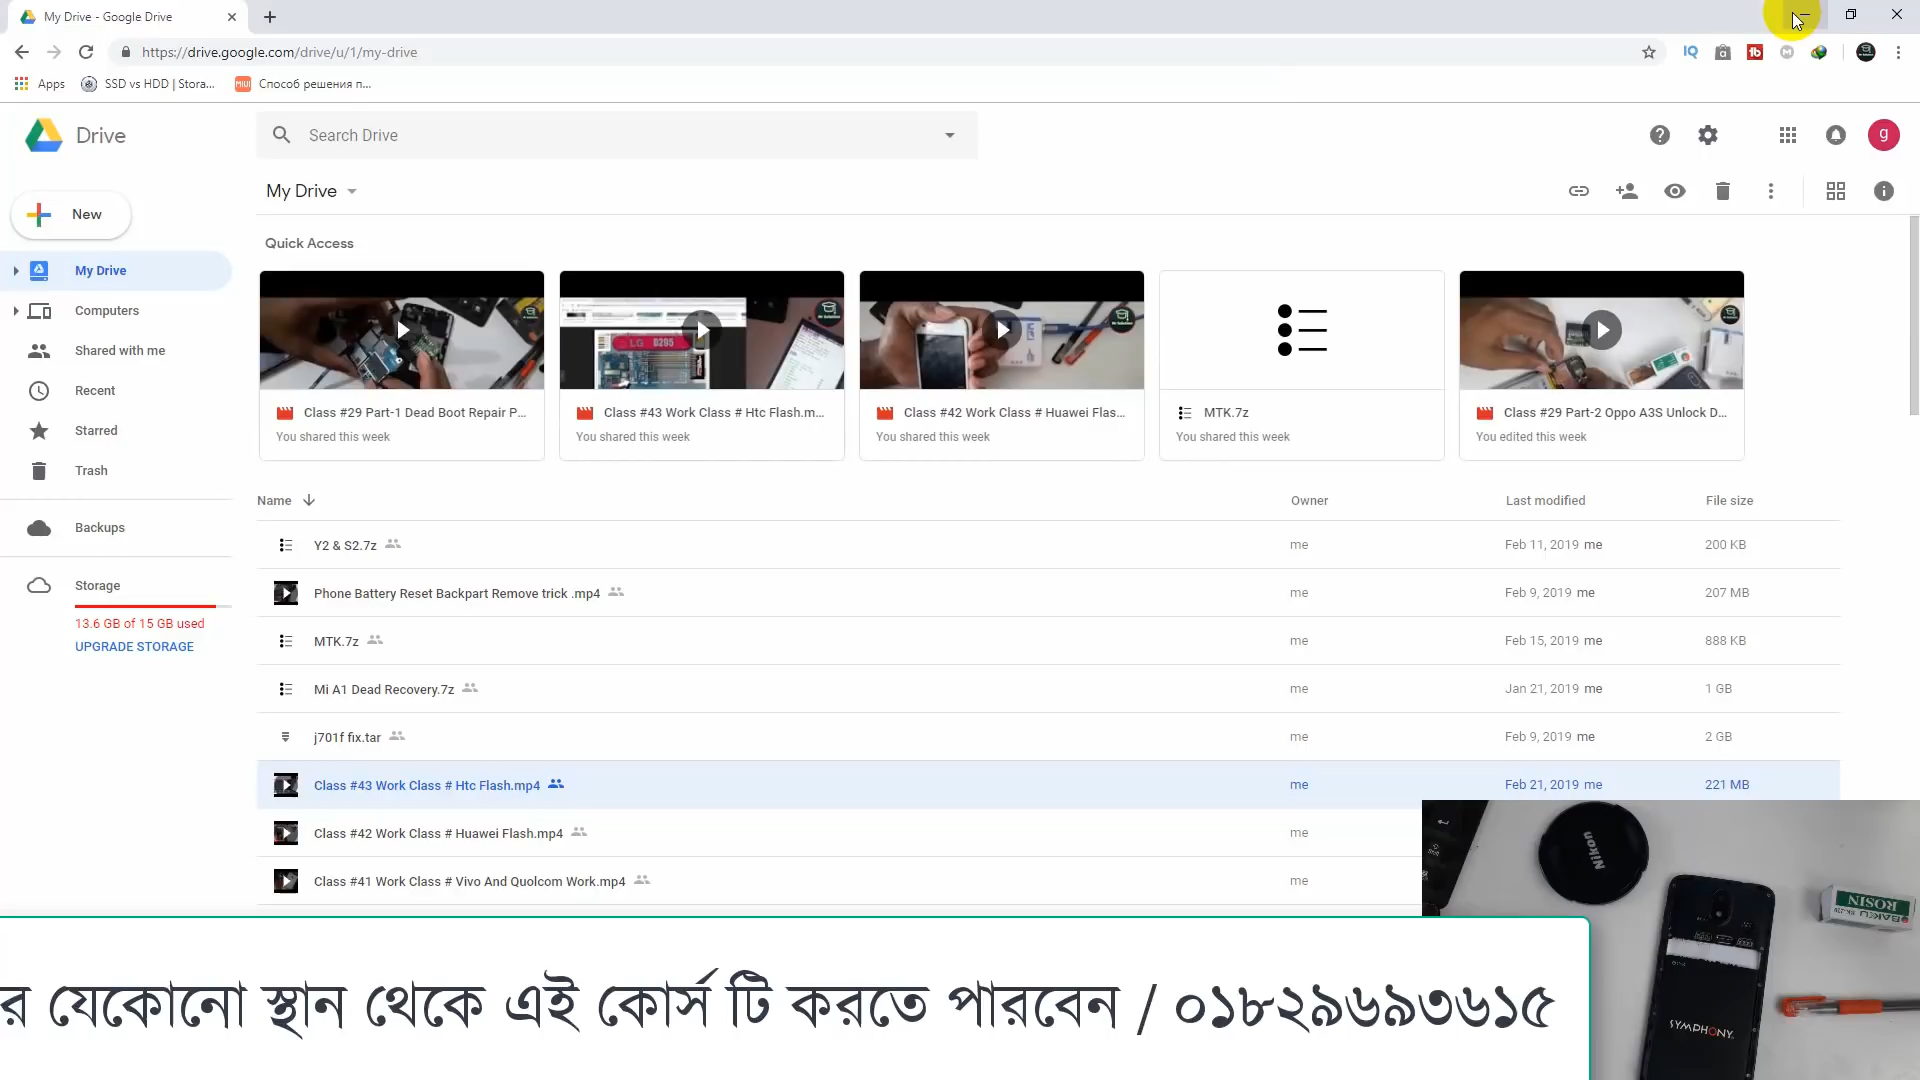 My Drive - Google Drive
https://drive.google.com/drive/u/1/my-drive
Apps
SSD vs HDD | Stora...
Способ решения п...
Drive
Search Drive
g
New
My Drive
Computers
Shared with me
Recent
Starred
Trash
Backups
Storage
13.6 GB of 15 GB used
UPGRADE STORAGE
My Drive
Quick Access
LG D295
Class #29 Part-1 Dead Boot Repair P...
You shared this week
Class #43 Work Class # Htc Flash.m...
You shared this week
Class #42 Work Class # Huawei Flas...
You shared this week
MTK.7z
You shared this week
Class #29 Part-2 Oppo A3S Unlock D...
You edited this week
Name Owner Last modified File size
Y2 & S2.7z me Feb 11, 2019 me 200 KB
Phone Battery Reset Backpart Remove trick .mp4 me Feb 9, 2019 me 207 MB
MTK.7z me Feb 15, 2019 me 888 KB
Mi A1 Dead Recovery.7z me Jan 21, 2019 me 1 GB
j701f fix.tar me Feb 9, 2019 me 2 GB
Class #43 Work Class # Htc Flash.mp4 me Feb 21, 2019 me 221 MB
Class #42 Work Class # Huawei Flash.mp4 me
Class #41 Work Class # Vivo And Quolcom Work.mp4 me
Nikon
ROSIN
BAKU
SYMPHONY
র যেকোনো স্থান থেকে এই কোর্স টি করতে পারবেন / ০১৮২৯৬৯৩৬১৫